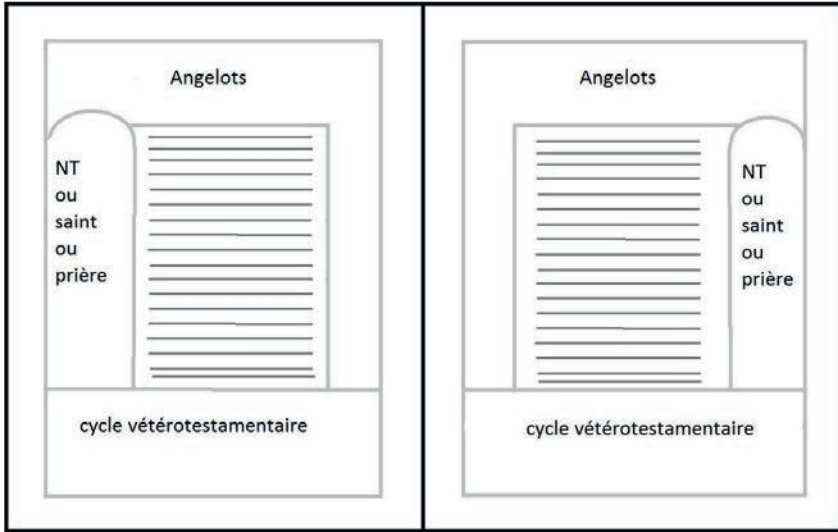 Angelots
NT
ou
saint
ou
prière
cycle vétérotestamentaire
Angelots
NT
ou
saint
ou
prière
cycle vétérotestamentaire